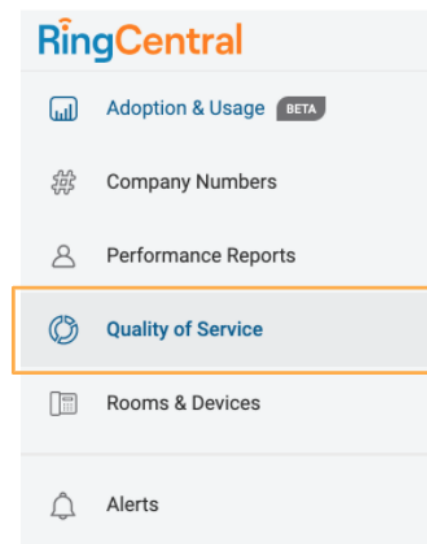 RingCentral
Adoption & Usage BETA
Company Numbers
Performance Reports
Quality of Service
Rooms & Devices
Alerts